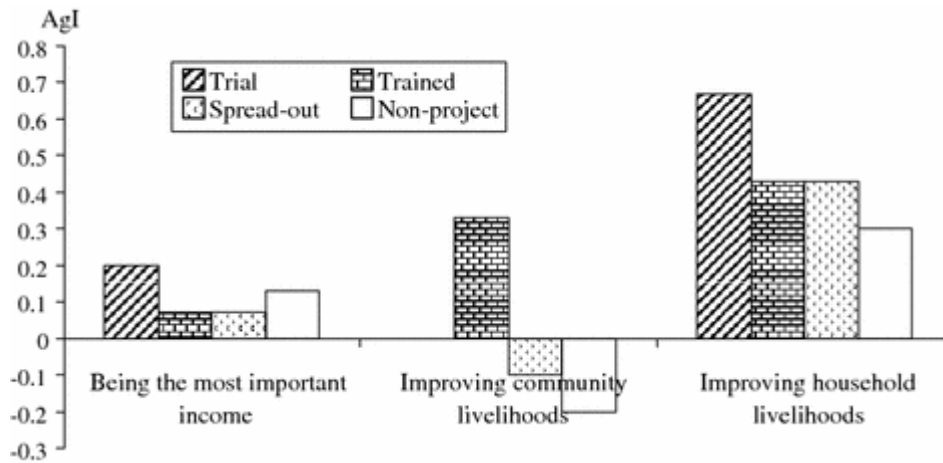 AgI
0.8
0.7
0.6
0.5
0.4
0.3
0.2
0.1
0
-0.1
-0.2
-0.3
Trial Trained
Spread-out Non-project
Being the most important
income
Improving community
livelihoods
Improving household
livelihoods